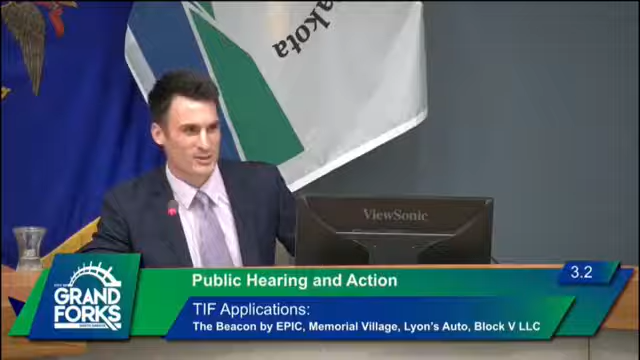 Dakota
ViewSonic
Public Hearing and Action
3.2
GRAND
FORKS
TIF Applications:
The Beacon by EPIC, Memorial Village, Lyon's Auto, Block V LLC